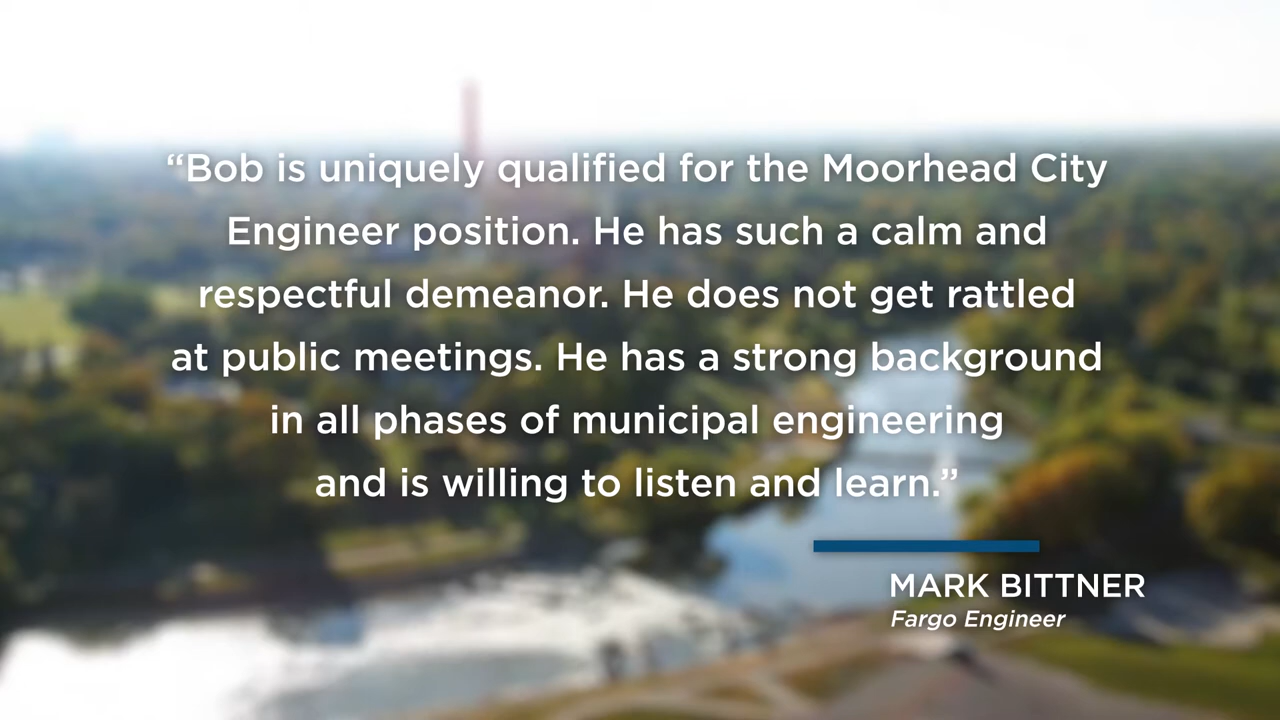 “Bob is uniquely qualified for the Moorhead City
Engineer position. He has such a calm and
respectful demeanor. He does not get rattled
at public meetings. He has a strong background
in all phases of municipal engineering
and is willing to listen and learn.”
MARK BITTNER
Fargo Engineer